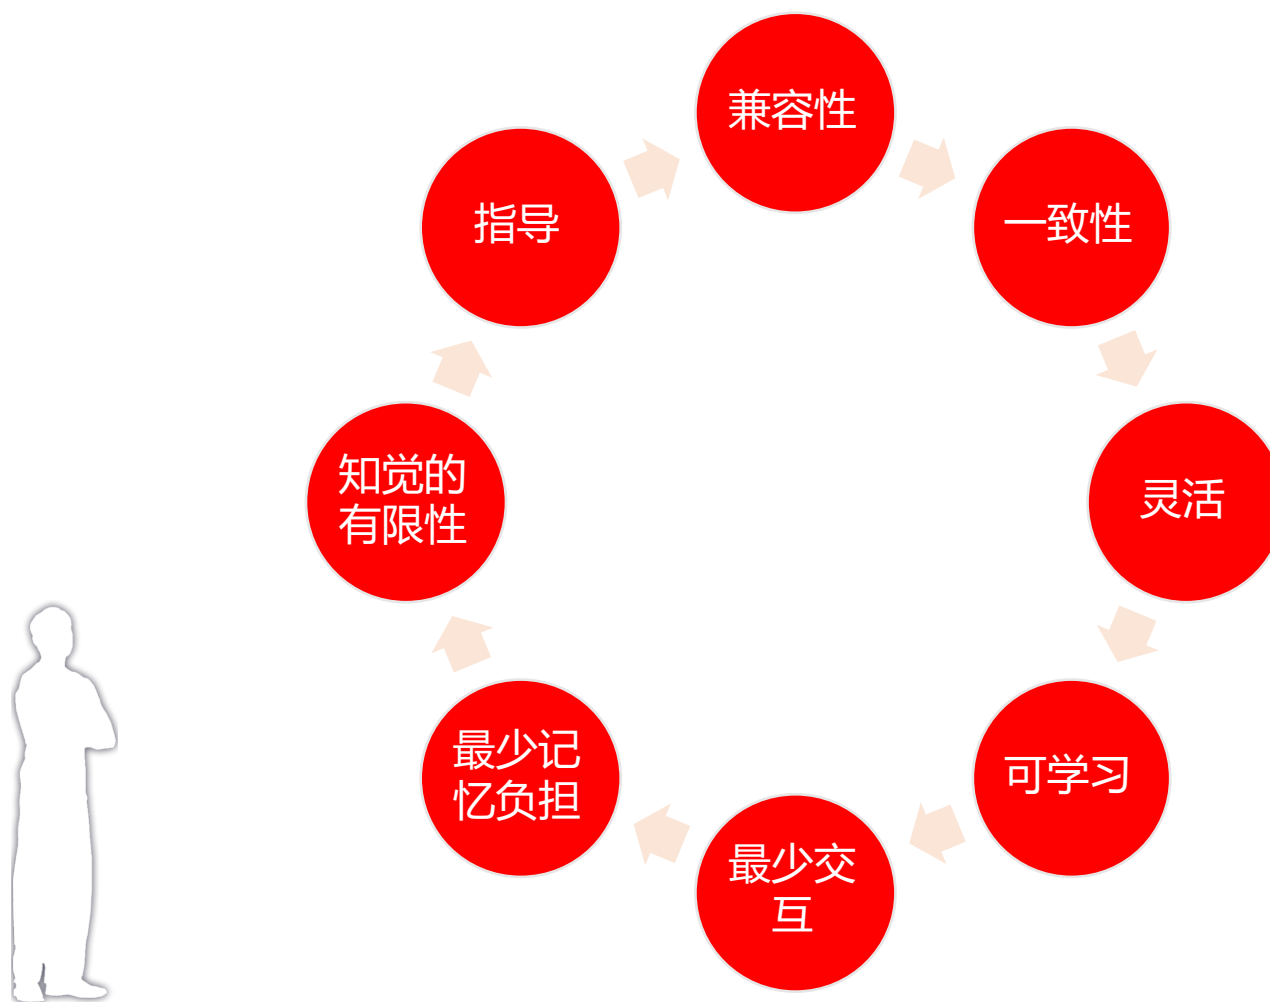 兼容性
一致性
灵活
可学习
最少交
互
最少记
忆负担
知觉的
有限性
指导